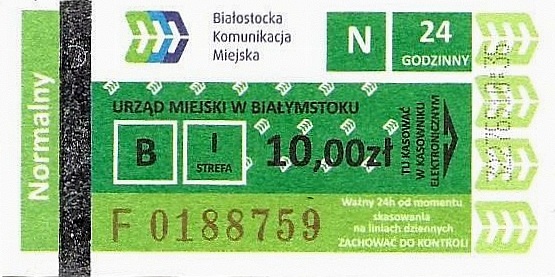 Normalny
Białostocka
Komunikacja
Miejska
N
24
GODZINNY
URZĄD MIEJSKI W BIAŁYMSTOKU
B
I
STREFA
10,00zł
TU KASOWAĆ
W KASOWNIKU
ELEKTRONICZNYM
F 0188759
Ważny 24h od momentu
skasowania
na liniach dziennych
ZACHOWAĆ DO KONTROLI